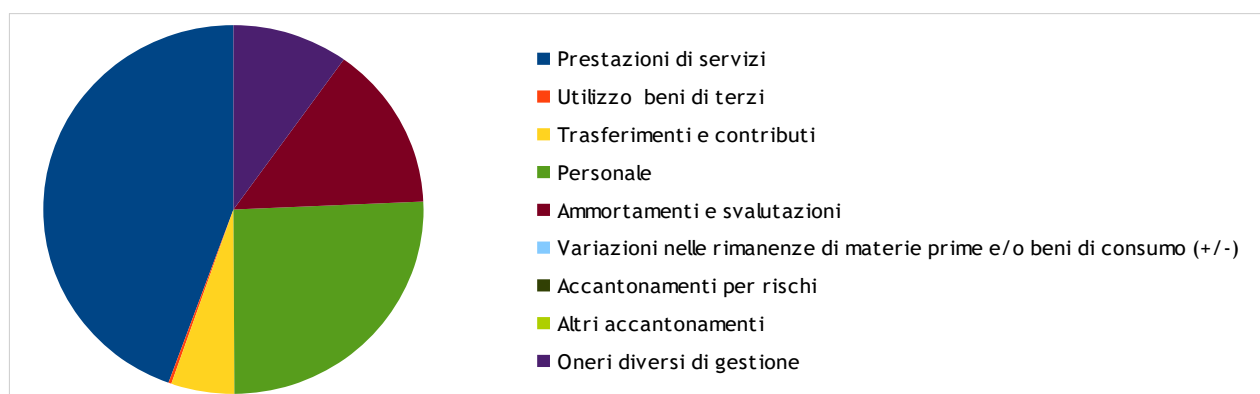 Prestazioni di servizi
Utilizzo beni di terzi
Trasferimenti e contributi
Personale
Ammortamenti e svalutazioni
Variazioni nelle rimanenze di materie prime e/o beni di consumo (+/-)
Accantonamenti per rischi
Altri accantonamenti
Oneri diversi di gestione